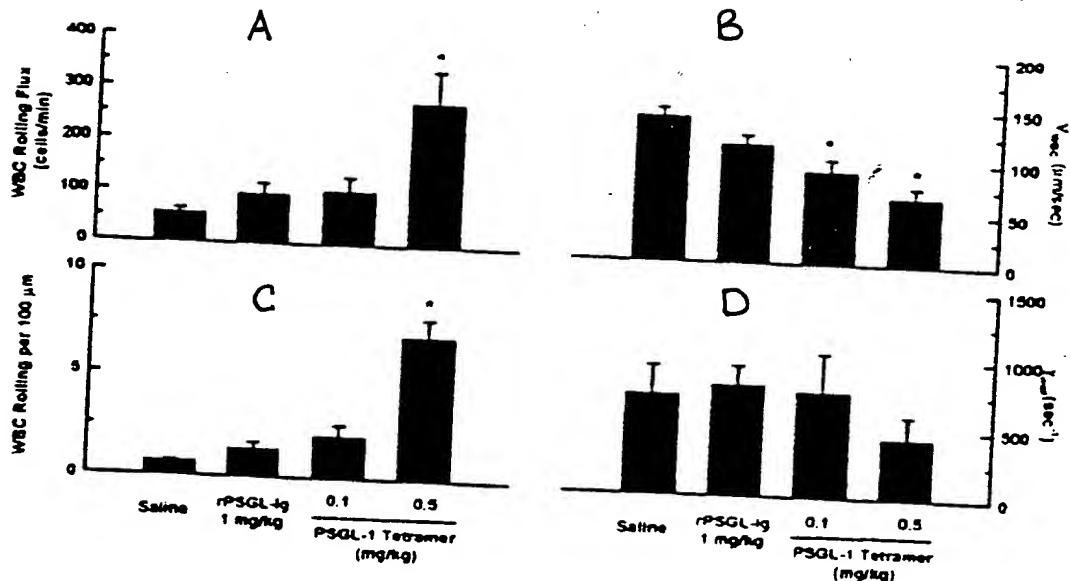 A
B
WBC Rolling Flux
(cells/min)
400
300
200
100
0
200
150
100
50
0
V WBC (µm/sec)
*
*
*
C
D
WBC Rolling per 100 µm
10
5
0
1500
1000
500
0
(sec⁻¹)
*
Saline
rPSGL-Ig
1 mg/kg
0.1
0.5
PSGL-1 Tetramer
(mg/kg)
Saline
rPSGL-Ig
1 mg/kg
0.1
0.5
PSGL-1 Tetramer
(mg/kg)